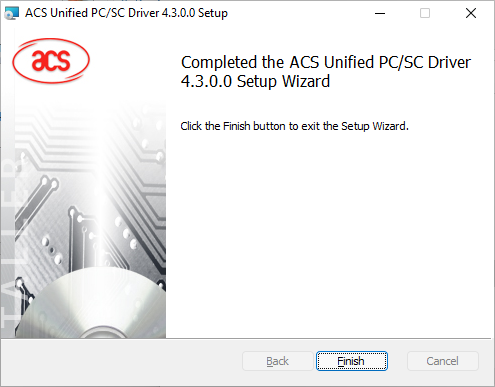 ACS Unified PC/SC Driver 4.3.0.0 Setup
acs
Completed the ACS Unified PC/SC Driver
4.3.0.0 Setup Wizard
Click the Finish button to exit the Setup Wizard.
TALLER
Back
Finish
Cancel